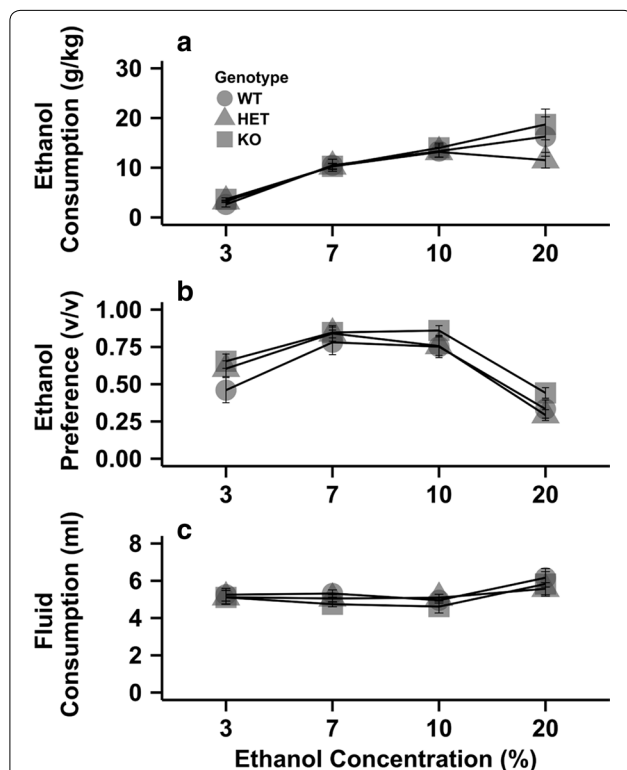 a
Ethanol
Consumption (g/kg)
30
20
10
0
Genotype
WT
HET
KO
3 7 10 20
b
Ethanol
Preference (v/v)
1.00
0.75
0.50
0.25
0.00
3 7 10 20
c
Fluid
Consumption (ml)
8
6
4
2
0
3 7 10 20
Ethanol Concentration (%)